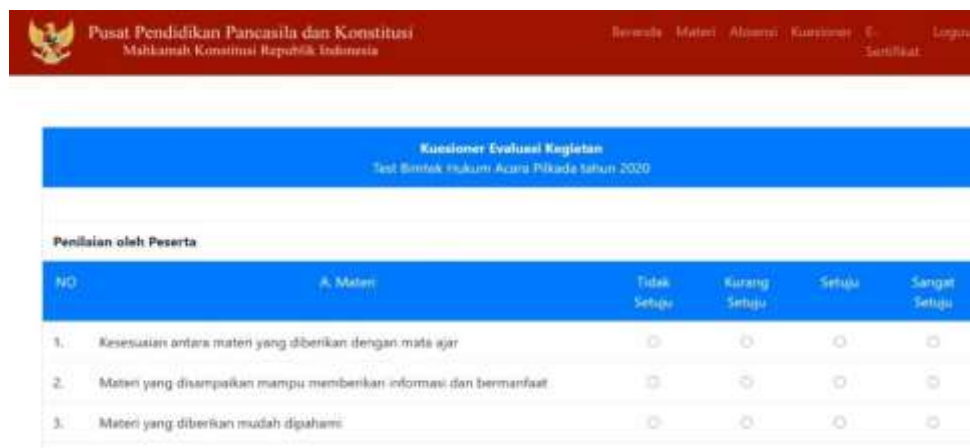 Pusat Pendidikan Pancasila dan Konstitusi
Mahkamah Konstitusi Republik Indonesia
Beranda Materi Absensi Kuesioner E-Sertifikat Logou
Kuesioner Evaluasi Kegiatan
Test Bimtek Hukum Acara Pilkada tahun 2020
Penilaian oleh Peserta
NO A. Materi Tidak Setuju Kurang Setuju Setuju Sangat Setuju
1. Kesesuaian antara materi yang diberikan dengan mata ajar
2. Materi yang disampaikan mampu memberikan informasi dan bermanfaat
3. Materi yang diberikan mudah dipahami